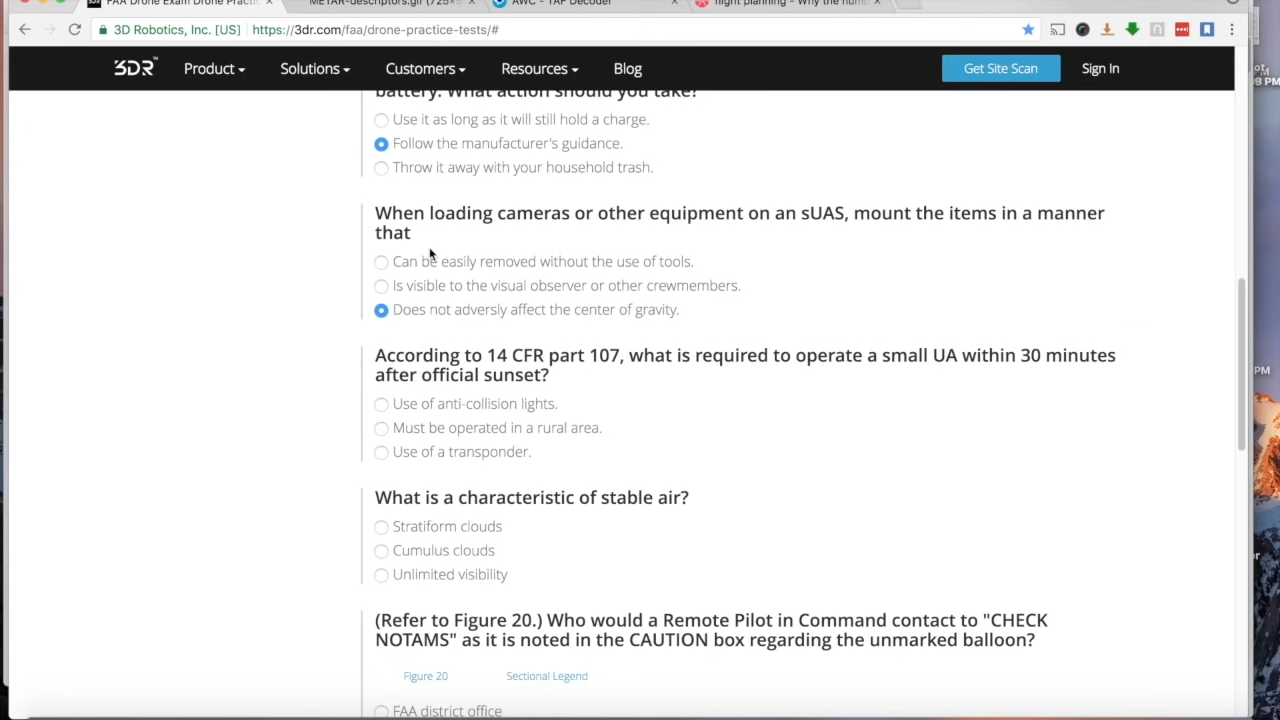 FAA Drone Exam Drone Practic
METAR-descriptors.gif (725×5
AWC - TAF Decoder
flight planning - Why the num
3D Robotics, Inc. [US]
https://3dr.com/faa/drone-practice-tests/#
3DR
Product
Solutions
Customers
Resources
Blog
Get Site Scan
Sign In
battery. What action should you take?
Use it as long as it will still hold a charge.
Follow the manufacturer's guidance.
Throw it away with your household trash.
When loading cameras or other equipment on an sUAS, mount the items in a manner
that
Can be easily removed without the use of tools.
Is visible to the visual observer or other crewmembers.
Does not adversly affect the center of gravity.
According to 14 CFR part 107, what is required to operate a small UA within 30 minutes
after official sunset?
Use of anti-collision lights.
Must be operated in a rural area.
Use of a transponder.
What is a characteristic of stable air?
Stratiform clouds
Cumulus clouds
Unlimited visibility
(Refer to Figure 20.) Who would a Remote Pilot in Command contact to "CHECK
NOTAMS" as it is noted in the CAUTION box regarding the unmarked balloon?
Figure 20
Sectional Legend
FAA district office
PM